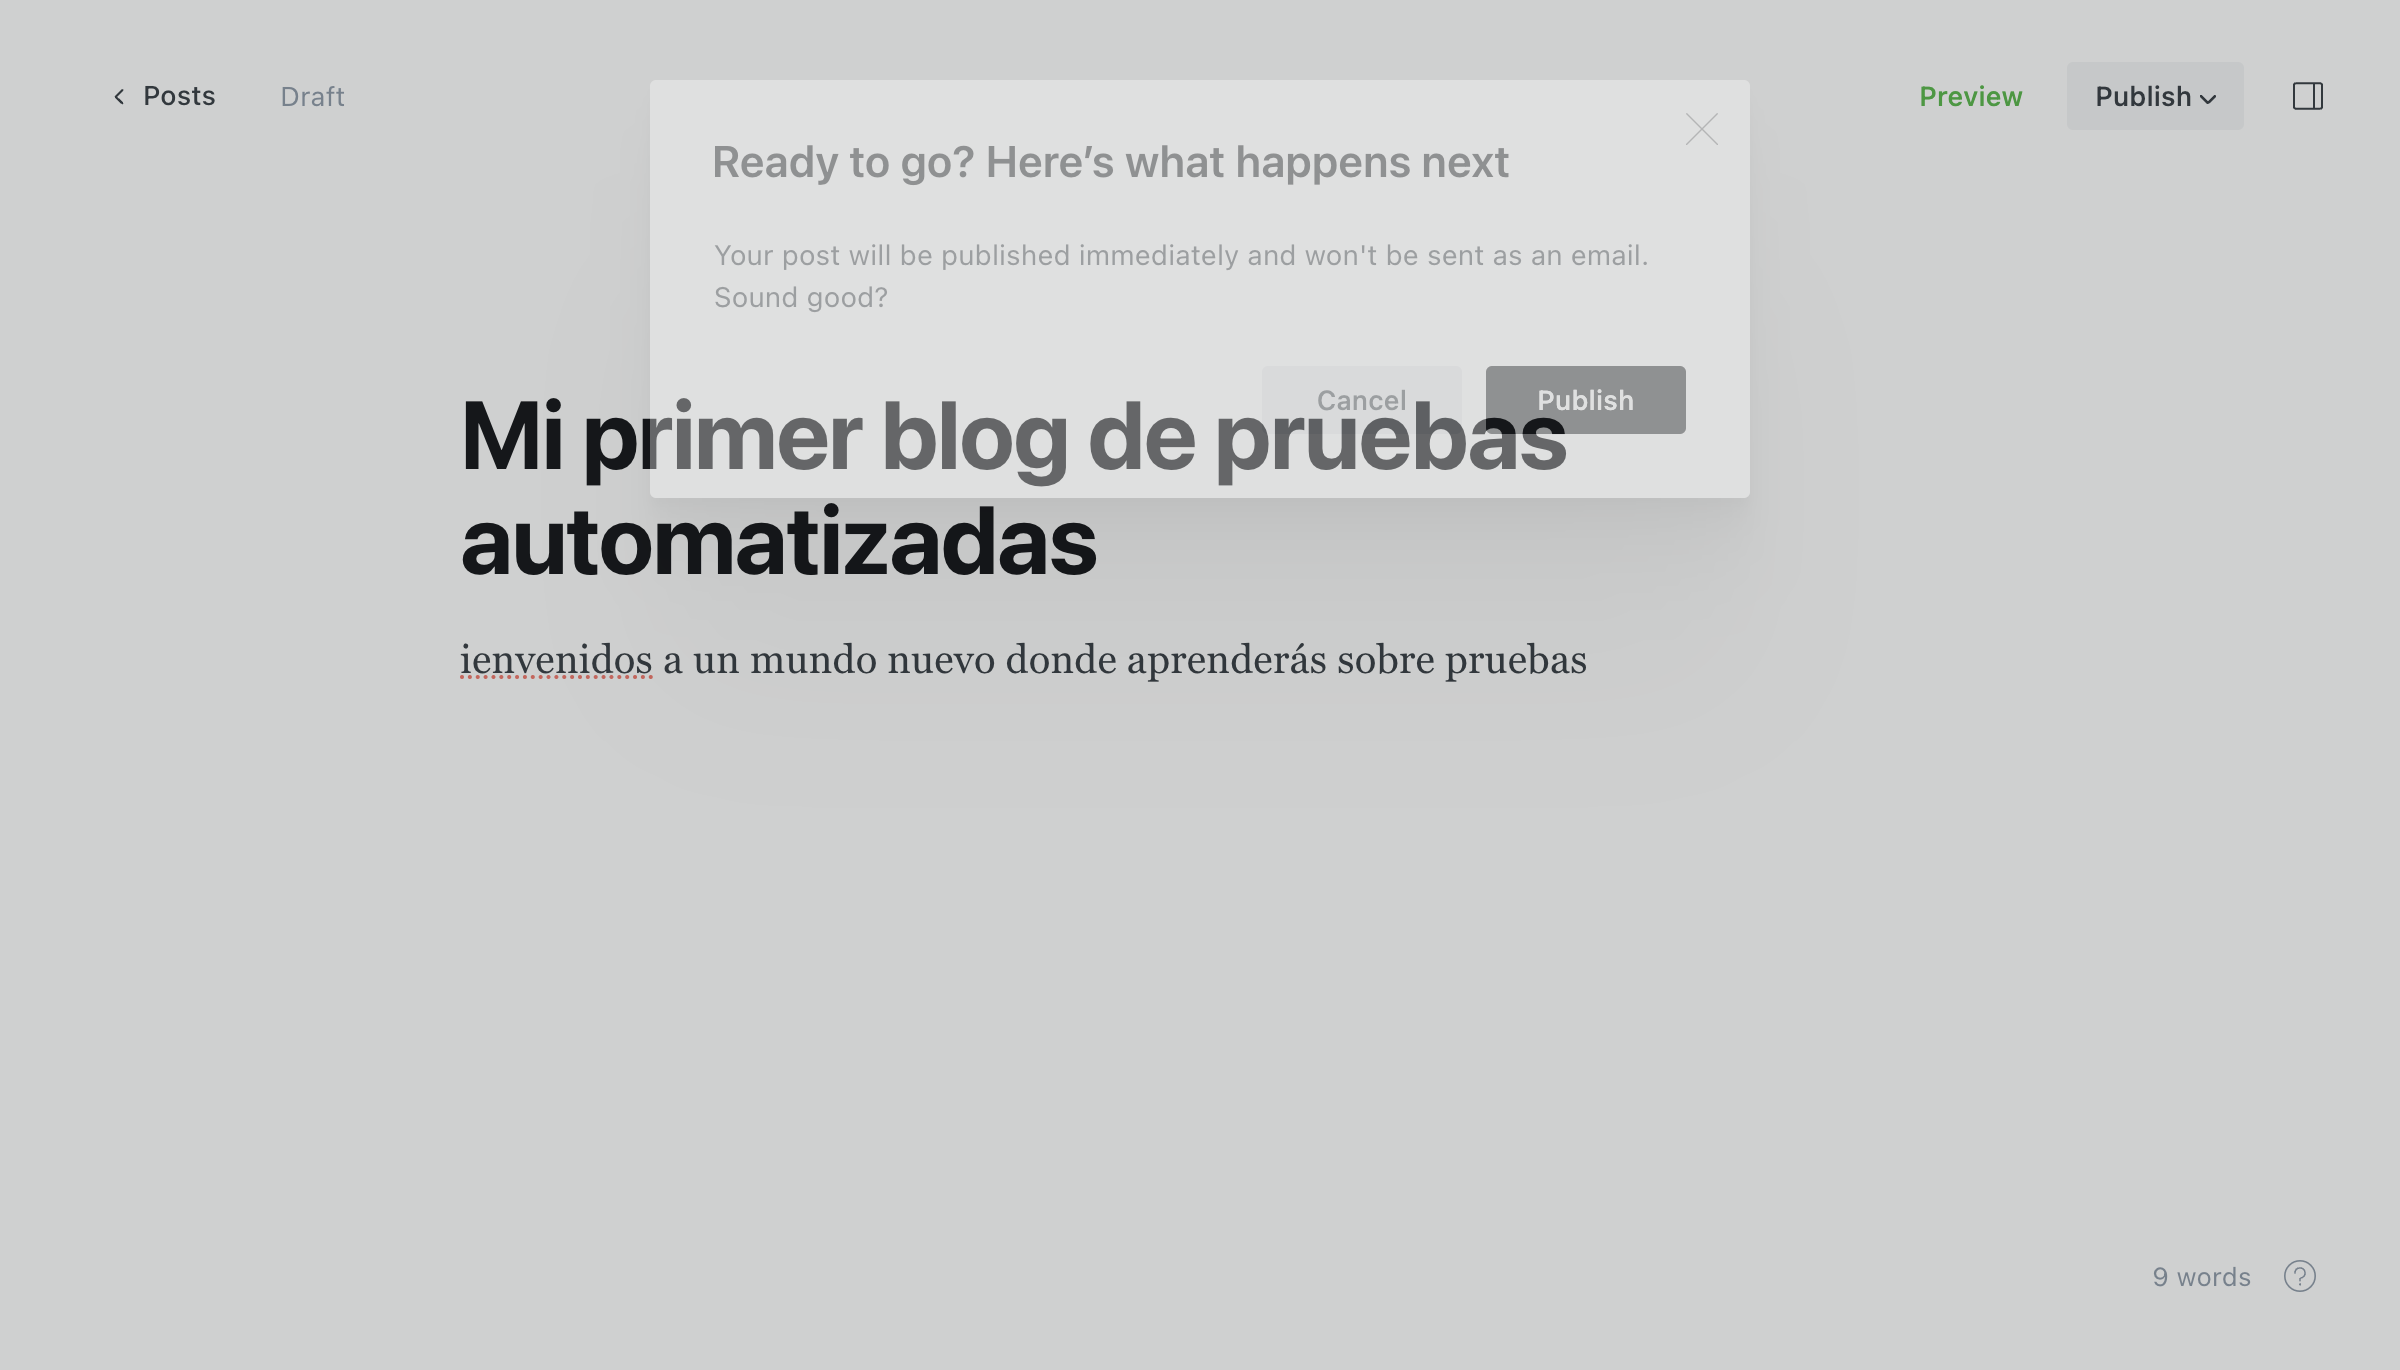 Posts
Draft
Preview
Publish
Ready to go? Here’s what happens next
Your post will be published immediately and won't be sent as an email.
Sound good?
Cancel
Publish
Mi primer blog de pruebas
automatizadas
ienvenidos a un mundo nuevo donde aprenderás sobre pruebas
9 words
?